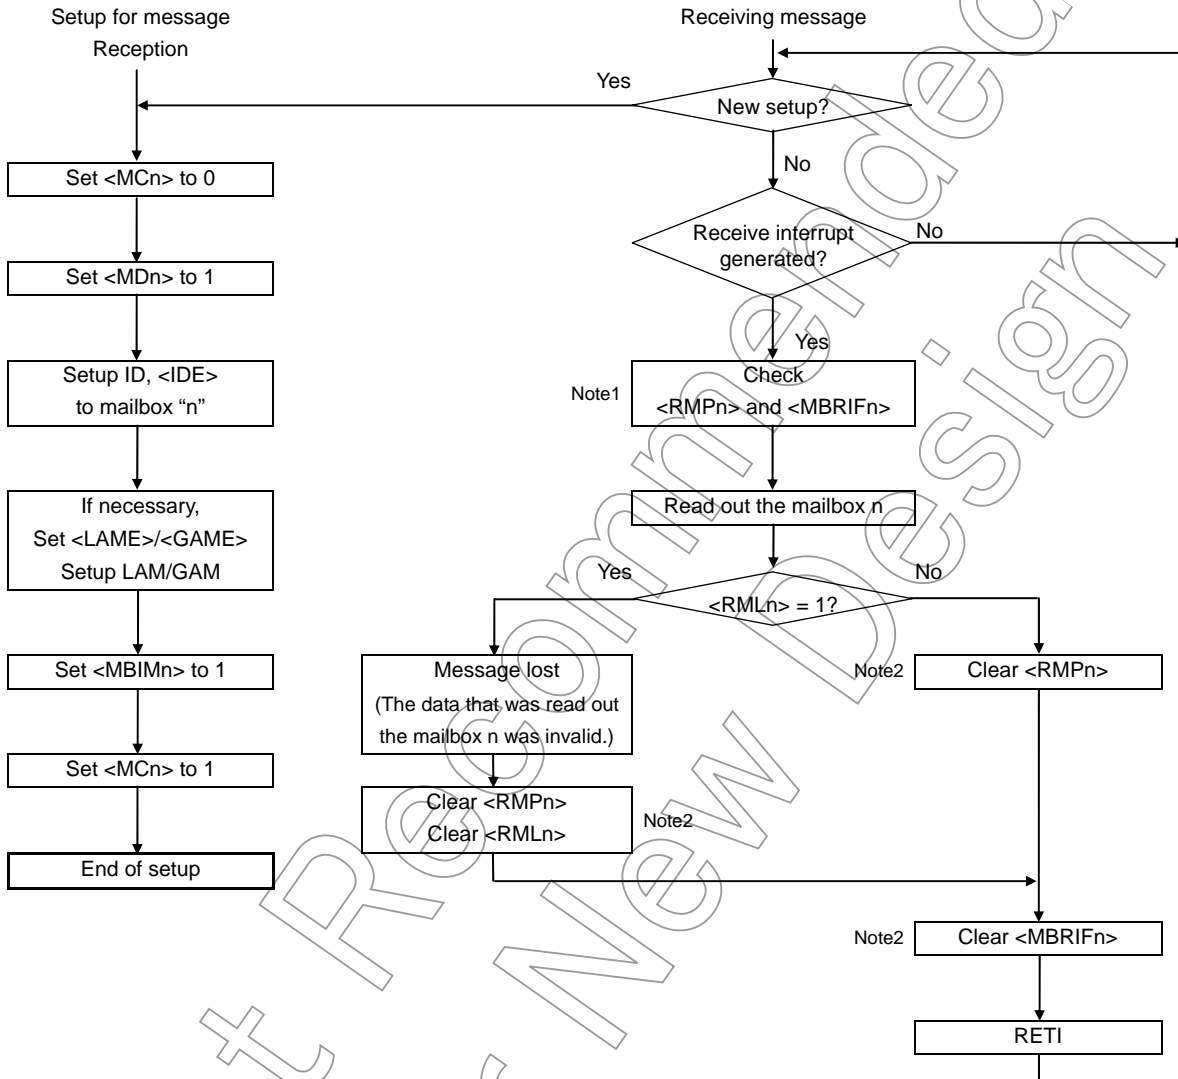 Setup for message
Reception
Set <MCn> to 0
Set <MDn> to 1
Setup ID, <IDE>
to mailbox “n”
If necessary,
Set <LAME>/<GAME>
Setup LAM/GAM
Set <MBIMn> to 1
Set <MCn> to 1
End of setup
Receiving message
Yes
New setup?
No
Receive interrupt
generated?
No
Yes
Note1
Check
<RMPn> and <MBRIFn>
Read out the mailbox n
Yes
<RMLn> = 1?
No
Message lost
(The data that was read out
the mailbox n was invalid.)
Clear <RMPn>
Clear <RMLn>
Note2
Note2
Clear <RMPn>
Note2
Clear <MBRIFn>
RETI
t Recommended
New Design